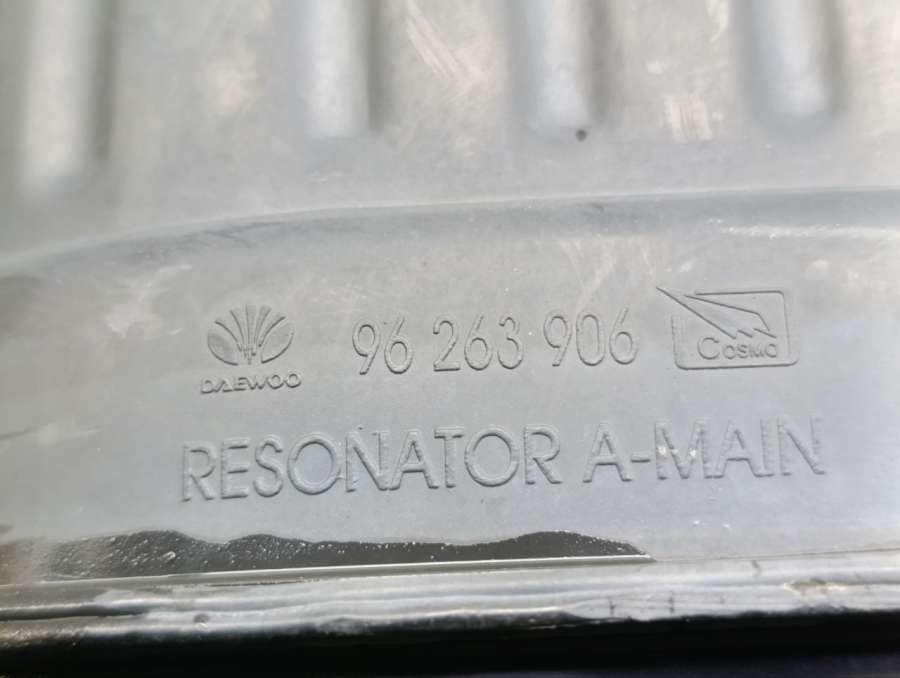 DAEWOO 96 263 906 COSMO
RESONATOR A-MAIN